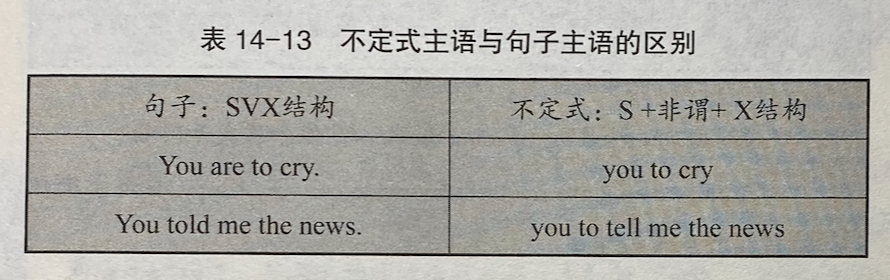 表 14-13 不定式主语与句子主语的区别
句子：SVX结构 不定式：S +非谓+ X结构
You are to cry. you to cry
You told me the news. you to tell me the news